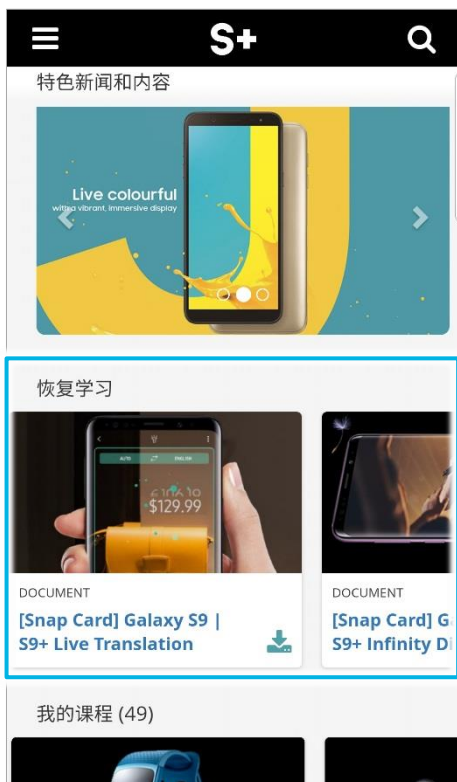 S+
特色新闻和内容
Live colourful
with a vibrant, immersive display
恢复学习
AUTO
ENGLISH
$129.99
DOCUMENT
[Snap Card] Galaxy S9 |
S9+ Live Translation
DOCUMENT
[Snap Card] G
S9+ Infinity Di
我的课程 (49)